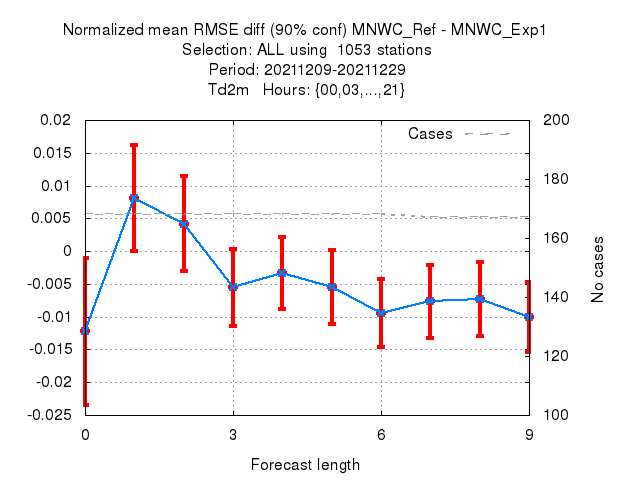 Normalized mean RMSE diff (90% conf) MNWC_Ref - MNWC_Exp1
Selection: ALL using  1053 stations
Period: 20211209-20211229
Td2m   Hours: {00,03,...,21}
Cases
0.02
0.015
0.01
0.005
0
-0.005
-0.01
-0.015
-0.02
-0.025
200
180
160
140
120
100
No cases
0 3 6 9
Forecast length